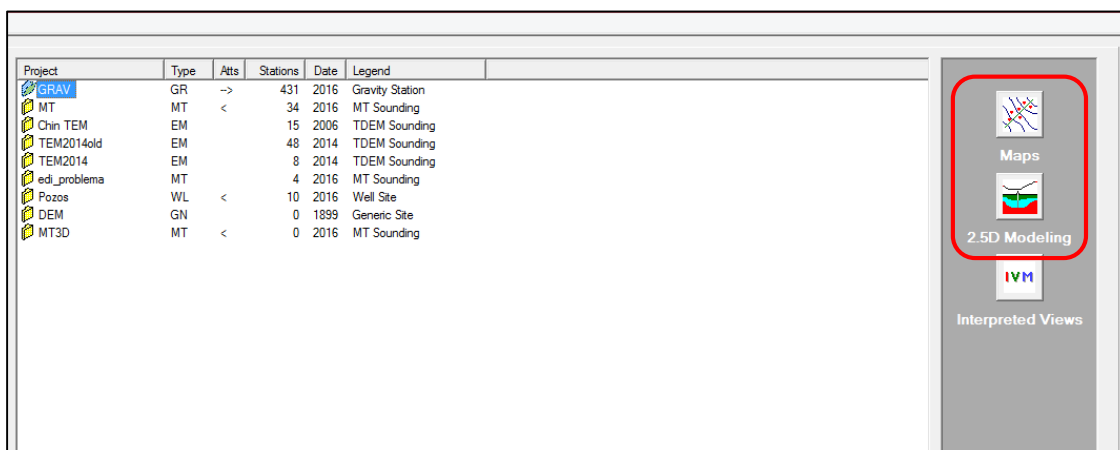 Project Type Atts Stations Date Legend
GRAV GR --> 431 2016 Gravity Station
MT MT < 34 2016 MT Sounding
Chin TEM EM 15 2006 TDEM Sounding
TEM2014old EM 48 2014 TDEM Sounding
TEM2014 EM 8 2014 TDEM Sounding
edi_problema MT 4 2016 MT Sounding
Pozos WL < 10 2016 Well Site
DEM GN 0 1899 Generic Site
MT3D MT < 0 2016 MT Sounding
Maps
2.5D Modeling
IVM
Interpreted Views